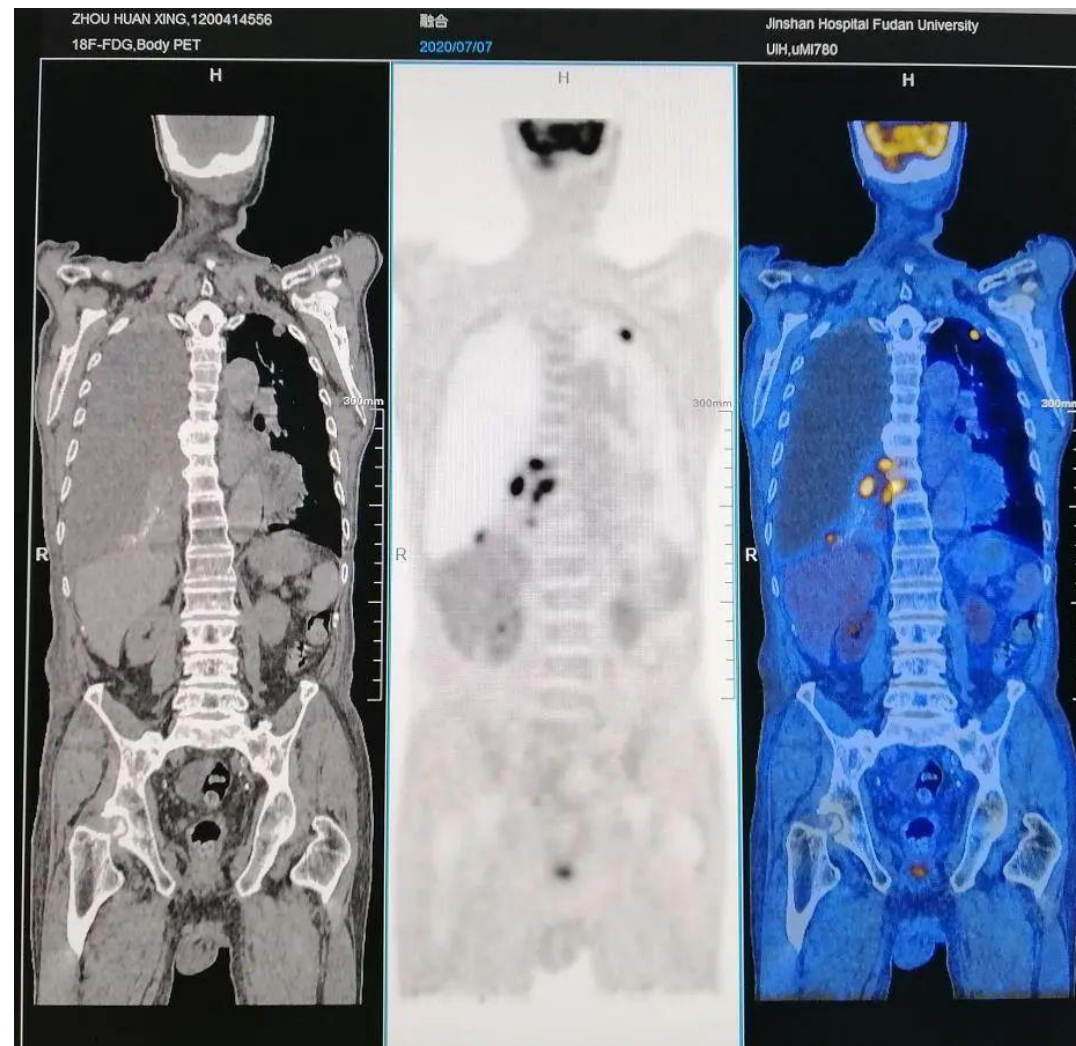 ZHOU HUAN XING,1200414556
18F-FDG,Body PET
融合
2020/07/07
Jinshan Hospital Fudan University
UIH,uMI780
H
H
H
300mm
300mm
300mm
R
R
R